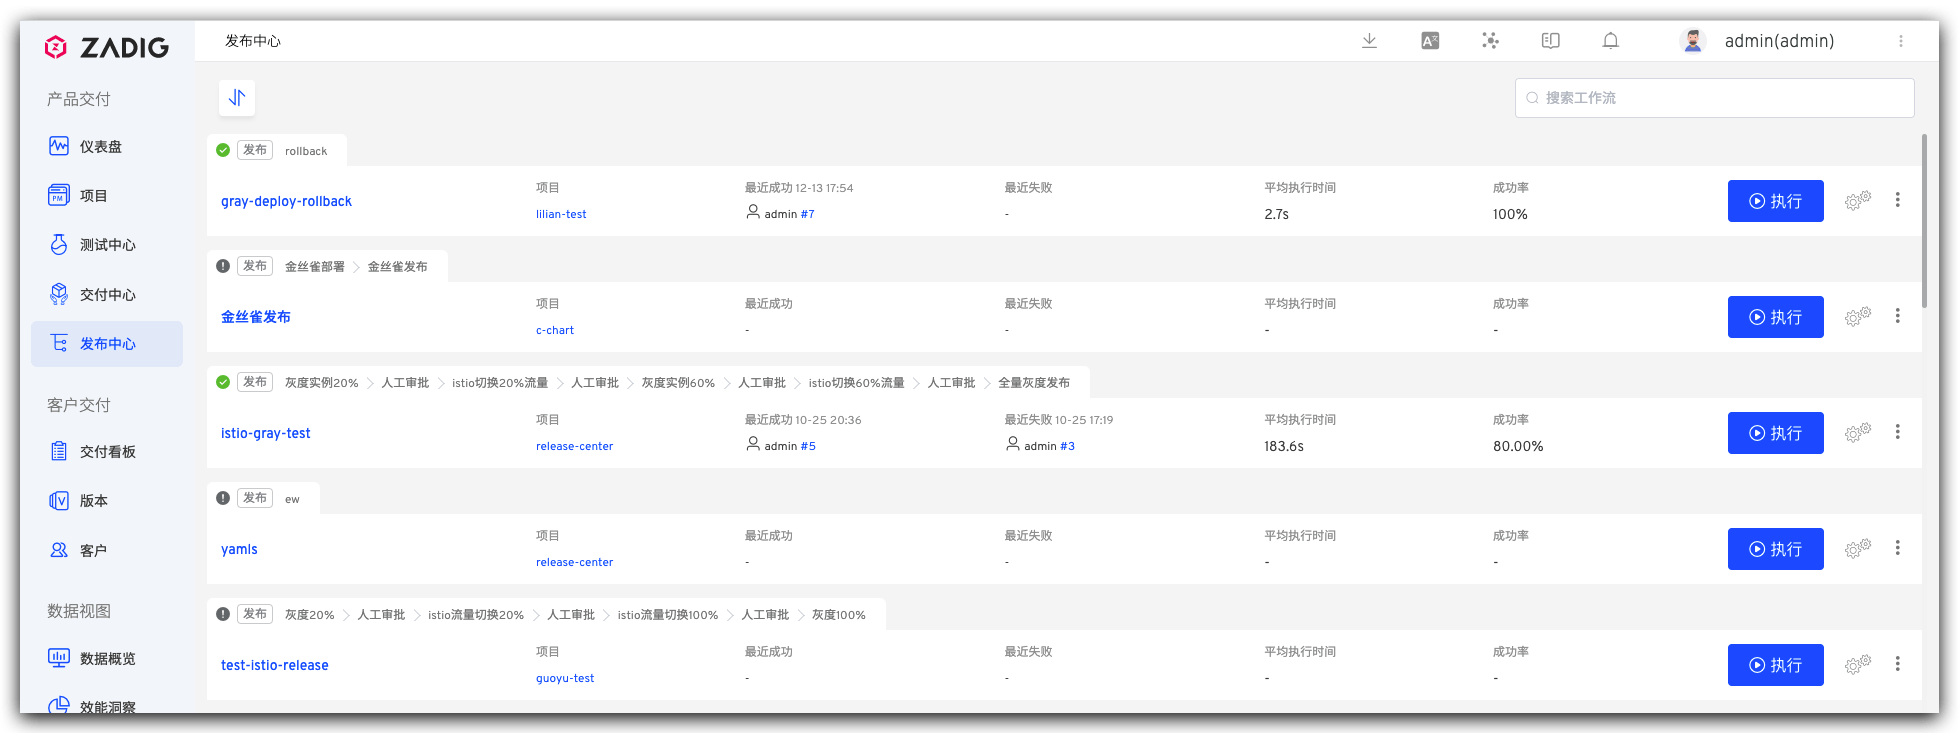 ZADIG
发布中心
admin(admin)
产品交付
仪表盘
项目
测试中心
交付中心
发布中心
客户交付
交付看板
版本
客户
数据视图
数据概览
效能洞察
搜索工作流
发布 rollback
gray-deploy-rollback
项目 最近成功 12-13 17:54 最近失败 平均执行时间 成功率
lilian-test admin #7 - 2.7s 100%
执行
发布 金丝雀部署 金丝雀发布
金丝雀发布
项目 最近成功 最近失败 平均执行时间 成功率
c-chart - - - -
执行
发布 灰度实例20% 人工审批 istio切换20%流量 人工审批 灰度实例60% 人工审批 istio切换60%流量 人工审批 全量灰度发布
istio-gray-test
项目 最近成功 10-25 20:36 最近失败 10-25 17:19 平均执行时间 成功率
release-center admin #5 admin #3 183.6s 80.00%
执行
发布 ew
yamls
项目 最近成功 最近失败 平均执行时间 成功率
release-center - - - -
执行
发布 灰度20% 人工审批 istio流量切换20% 人工审批 istio流量切换100% 人工审批 灰度100%
test-istio-release
项目 最近成功 最近失败 平均执行时间 成功率
guoyu-test - - - -
执行